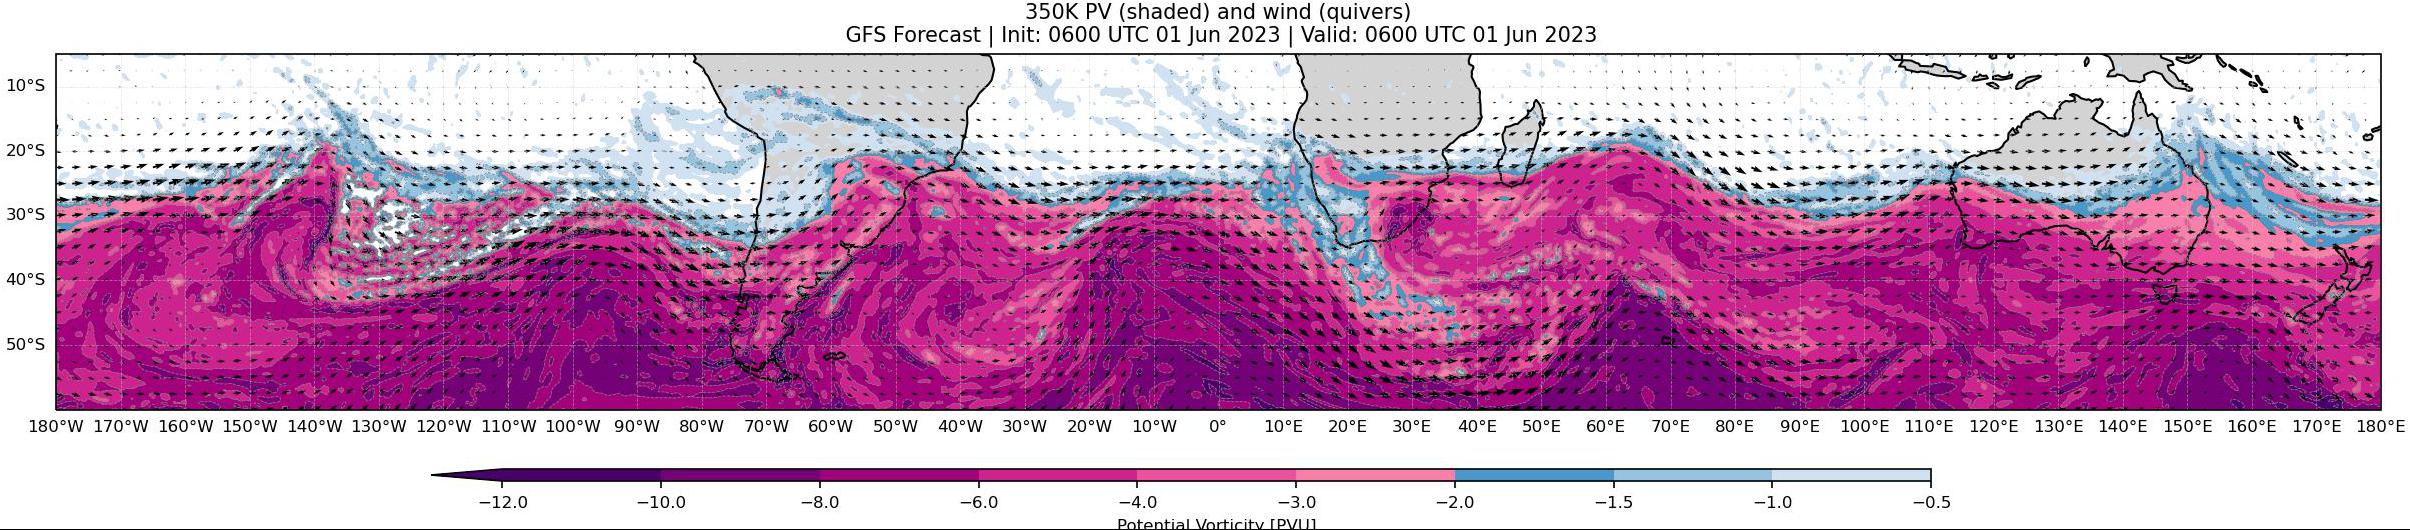 350K PV (shaded) and wind (quivers)
GFS Forecast | Init: 0600 UTC 01 Jun 2023 | Valid: 0600 UTC 01 Jun 2023
10°S
20°S
30°S
40°S
50°S
180°W 170°W 160°W 150°W 140°W 130°W 120°W 110°W 100°W 90°W 80°W 70°W 60°W 50°W 40°W 30°W 20°W 10°W 0° 10°E 20°E 30°E 40°E 50°E 60°E 70°E 80°E 90°E 100°E 110°E 120°E 130°E 140°E 150°E 160°E 170°E 180°E
−12.0 −10.0 −8.0 −6.0 −4.0 −3.0 −2.0 −1.5 −1.0 −0.5
Potential Vorticity [PVU]